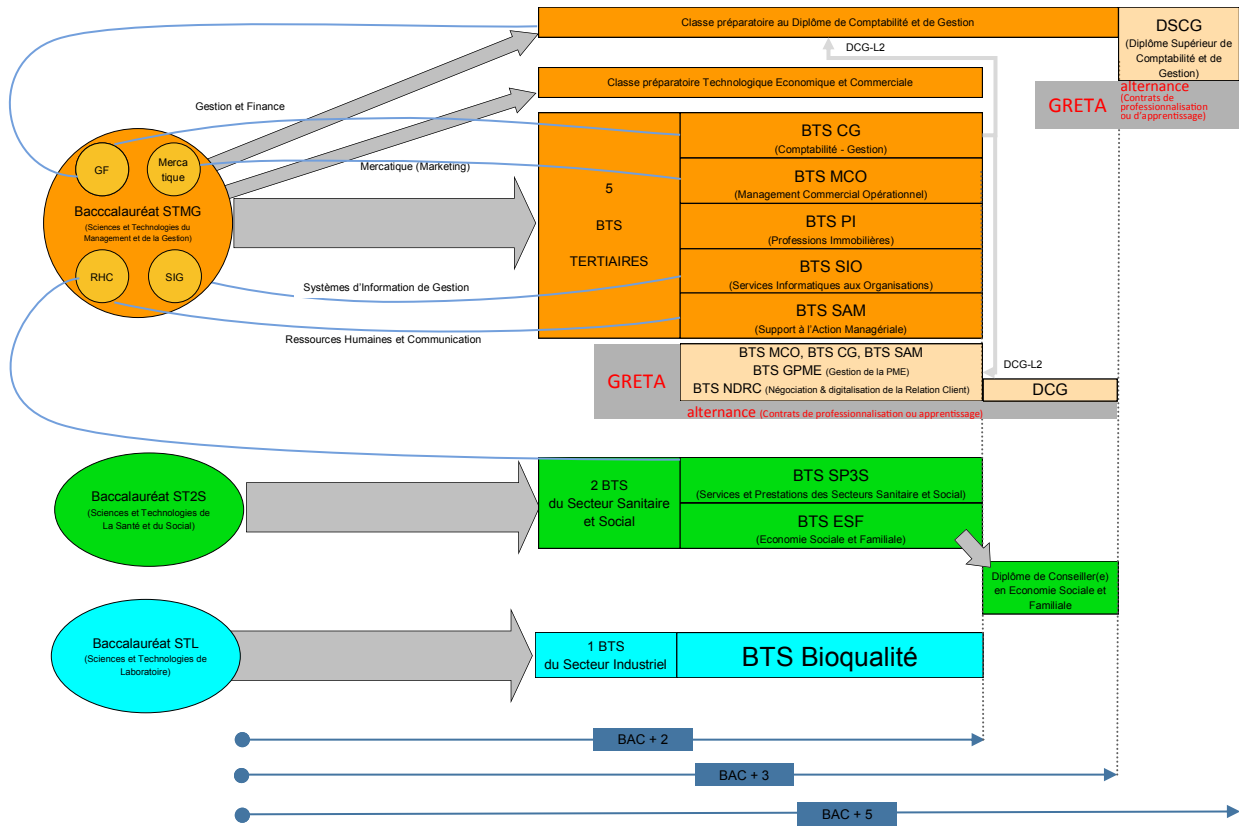 Classe préparatoire au Diplôme de Comptabilité et de Gestion
DSCG
(Diplôme Supérieur de
Comptabilité et de
Gestion)
DCG-L2
GRETA
alternance
(Contrats de
professionnalisation
ou d'apprentissage)
Classe préparatoire Technologique Economique et Commerciale
Gestion et Finance
Mercatique (Marketing)
GF
Merca
tique
Bacccalauréat STMG
(Sciences et Technologies du
Management et de la Gestion)
RHC
SIG
Systèmes d'Information de Gestion
Ressources Humaines et Communication
5
BTS
TERTIAIRES
BTS CG
(Comptabilité - Gestion)
BTS MCO
(Management Commercial Opérationnel)
BTS PI
(Professions Immobilières)
BTS SIO
(Services Informatiques aux Organisations)
BTS SAM
(Support à l'Action Managériale)
GRETA
BTS MCO, BTS CG, BTS SAM
BTS GPME (Gestion de la PME)
BTS NDRC (Négociation & digitalisation de la Relation Client)
DCG-L2
DCG
alternance (Contrats de professionnalisation ou apprentissage)
Baccalauréat ST2S
(Sciences et Technologies de
La Santé et du Social)
2 BTS
du Secteur Sanitaire
et Social
BTS SP3S
(Services et Prestations des Secteurs Sanitaire et Social)
BTS ESF
(Economie Sociale et Familiale)
Diplôme de Conseiller(e)
en Economie Sociale et
Familiale
Baccalauréat STL
(Sciences et Technologies de
Laboratoire)
1 BTS
du Secteur Industriel
BTS Bioqualité
BAC + 2
BAC + 3
BAC + 5